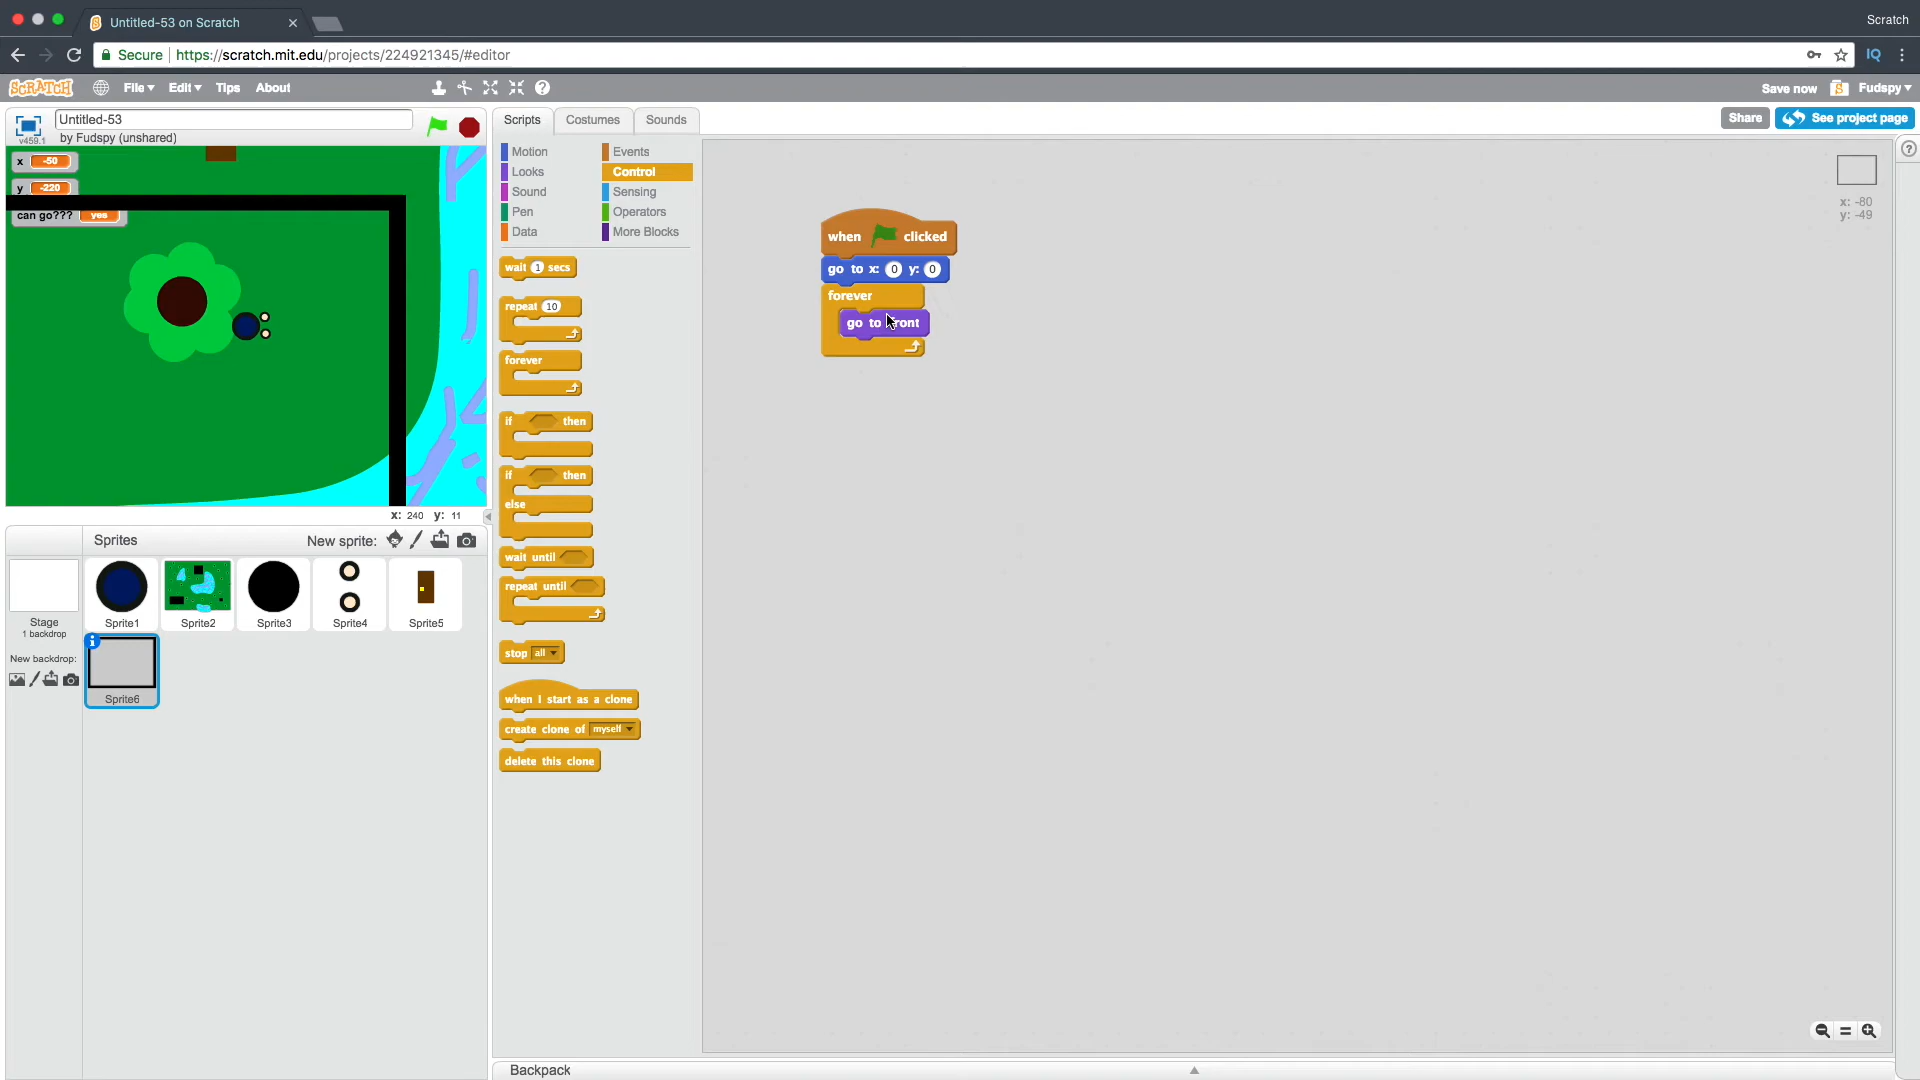 Untitled-53 on Scratch
Scratch
Secure
https://scratch.mit.edu/projects/224921345/#editor
IQ
SCRATCH
File
Edit
Tips
About
Save now
Fudspy
Untitled-53
by Fudspy (unshared)
v459.1
Scripts
Costumes
Sounds
Share
See project page
x -50
y -220
can go??? yes
Motion
Events
Looks
Control
Sound
Sensing
Pen
Operators
Data
More Blocks
wait 1 secs
repeat 10
forever
if then
if then
else
wait until
repeat until
stop all
when I start as a clone
create clone of myself
delete this clone
when clicked
go to x: 0 y: 0
forever
go to front
x: -80
y: -49
x: 240 y: 11
Sprites
New sprite:
Stage
1 backdrop
New backdrop:
Sprite1
Sprite2
Sprite3
Sprite4
Sprite5
Sprite6
Backpack